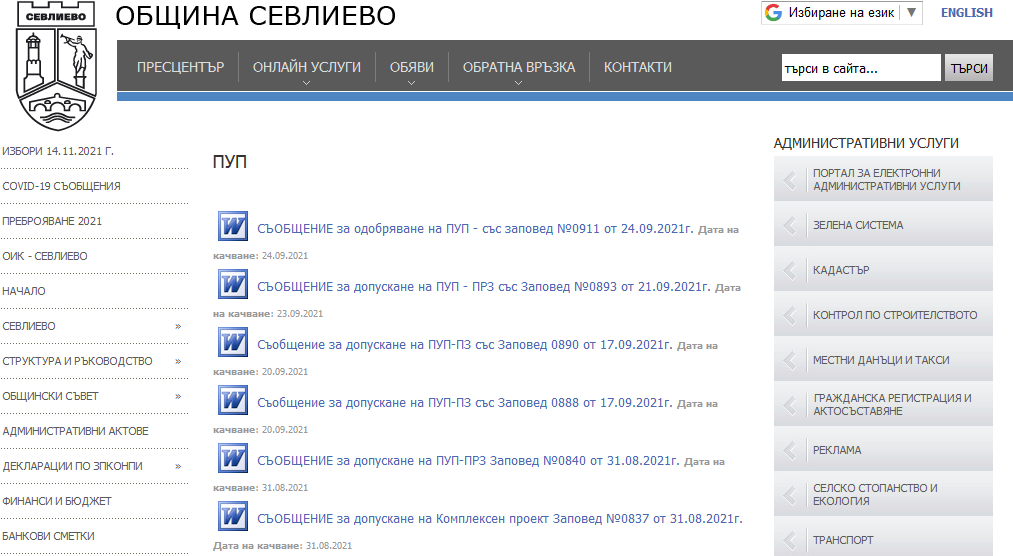 СЕВЛИЕВО
ОБЩИНА СЕВЛИЕВО
Избиране на език ▼
ENGLISH
ПРЕСЦЕНТЪР
ОНЛАЙН УСЛУГИ
ОБЯВИ
ОБРАТНА ВРЪЗКА
КОНТАКТИ
търси в сайта...
ТЪРСИ
ИЗБОРИ 14.11.2021 Г.
COVID-19 СЪОБЩЕНИЯ
ПРЕБРОЯВАНЕ 2021
ОИК - СЕВЛИЕВО
НАЧАЛО
СЕВЛИЕВО »
СТРУКТУРА И РЪКОВОДСТВО »
ОБЩИНСКИ СЪВЕТ »
АДМИНИСТРАТИВНИ АКТОВЕ
ДЕКЛАРАЦИИ ПО ЗПКОНПИ »
ФИНАНСИ И БЮДЖЕТ
БАНКОВИ СМЕТКИ
ПУП
СЪОБЩЕНИЕ за одобряване на ПУП - със заповед №0911 от 24.09.2021г. Дата на
качване: 24.09.2021
СЪОБЩЕНИЕ за допускане на ПУП - ПРЗ със Заповед №0893 от 21.09.2021г. Дата
на качване: 23.09.2021
Съобщение за допускане на ПУП-ПЗ със Заповед 0890 от 17.09.2021г. Дата на
качване: 20.09.2021
Съобщение за допускане на ПУП-ПЗ със Заповед 0888 от 17.09.2021г. Дата на
качване: 20.09.2021
СЪОБЩЕНИЕ за допускане на ПУП-ПРЗ Заповед №0840 от 31.08.2021г. Дата на
качване: 31.08.2021
СЪОБЩЕНИЕ за допускане на Комплексен проект Заповед №0837 от 31.08.2021г.
Дата на качване: 31.08.2021
АДМИНИСТРАТИВНИ УСЛУГИ
ПОРТАЛ ЗА ЕЛЕКТРОННИ
АДМИНИСТРАТИВНИ УСЛУГИ
ЗЕЛЕНА СИСТЕМА
КАДАСТЪР
КОНТРОЛ ПО СТРОИТЕЛСТВОТО
МЕСТНИ ДАНЪЦИ И ТАКСИ
ГРАЖДАНСКА РЕГИСТРАЦИЯ И
АКТОСЪСТАВЯНЕ
РЕКЛАМА
СЕЛСКО СТОПАНСТВО И
ЕКОЛОГИЯ
ТРАНСПОРТ